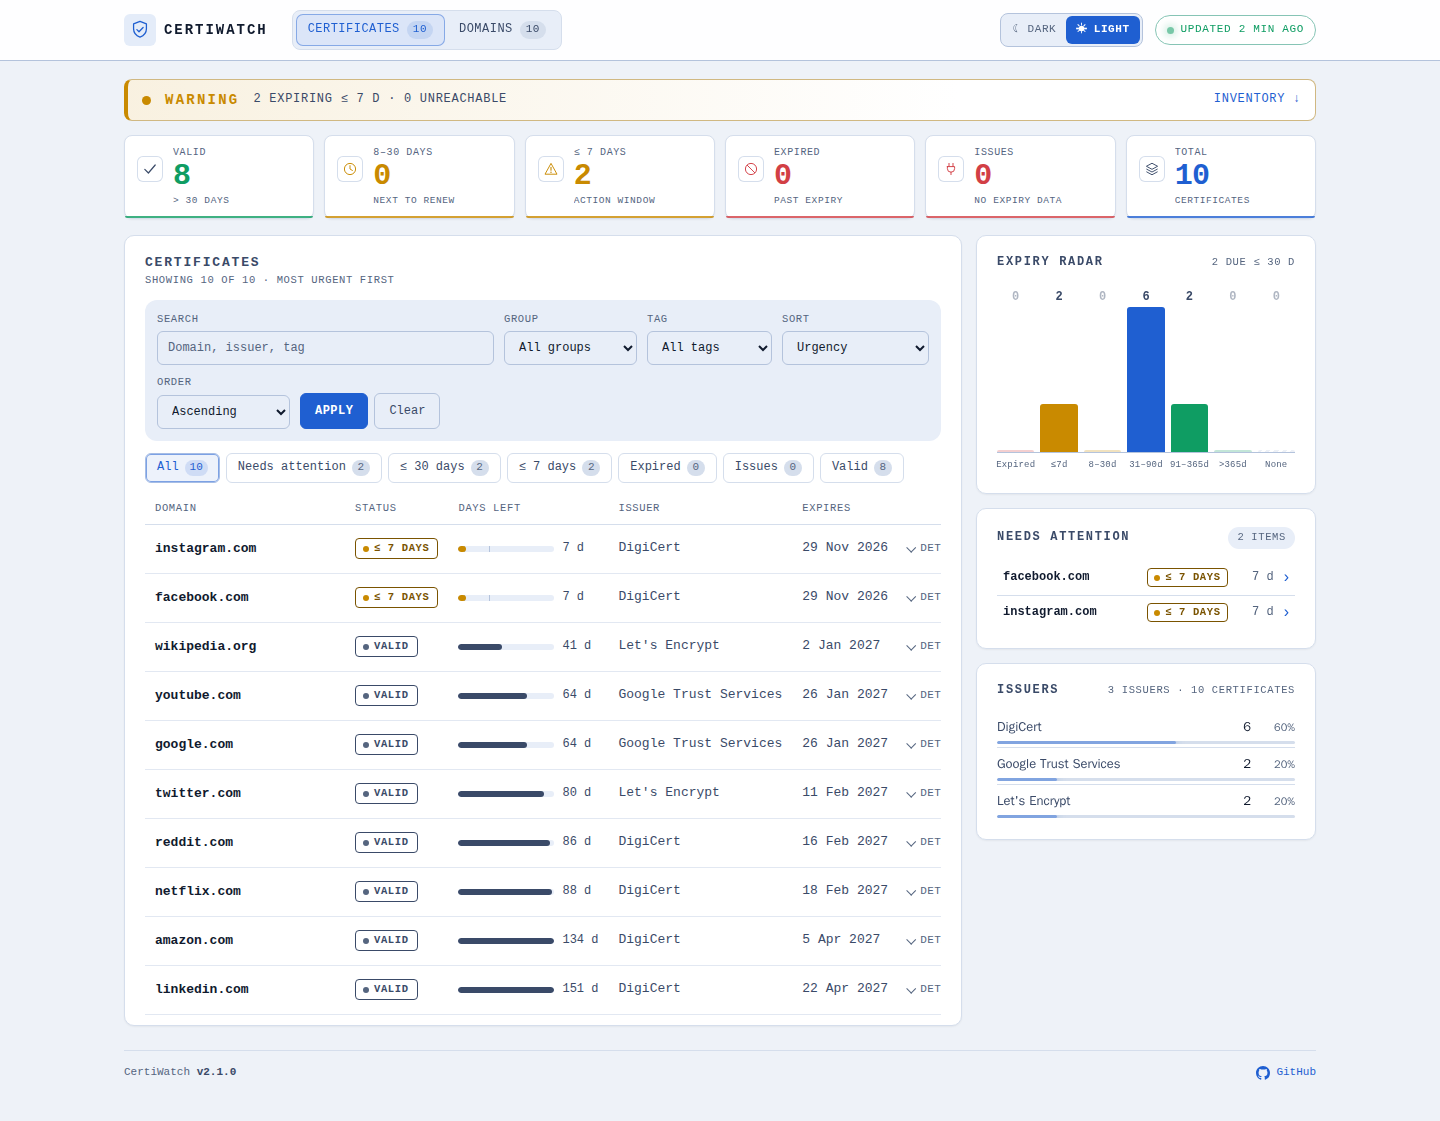 CERTIWATCH
CERTIFICATES 10
DOMAINS 10
DARK
LIGHT
UPDATED 2 MIN AGO
WARNING 2 EXPIRING ≤ 7 D · 0 UNREACHABLE
INVENTORY ↓
VALID
8
> 30 DAYS
8–30 DAYS
0
NEXT TO RENEW
≤ 7 DAYS
2
ACTION WINDOW
EXPIRED
0
PAST EXPIRY
ISSUES
0
NO EXPIRY DATA
TOTAL
10
CERTIFICATES
CERTIFICATES
SHOWING 10 OF 10 · MOST URGENT FIRST
SEARCH GROUP TAG SORT
Domain, issuer, tag All groups All tags Urgency
ORDER
Ascending APPLY Clear
All 10 Needs attention 2 ≤ 30 days 2 ≤ 7 days 2 Expired 0 Issues 0 Valid 8
DOMAIN STATUS DAYS LEFT ISSUER EXPIRES
instagram.com ≤ 7 DAYS 7 d DigiCert 29 Nov 2026 DET
facebook.com ≤ 7 DAYS 7 d DigiCert 29 Nov 2026 DET
wikipedia.org VALID 41 d Let's Encrypt 2 Jan 2027 DET
youtube.com VALID 64 d Google Trust Services 26 Jan 2027 DET
google.com VALID 64 d Google Trust Services 26 Jan 2027 DET
twitter.com VALID 80 d Let's Encrypt 11 Feb 2027 DET
reddit.com VALID 86 d DigiCert 16 Feb 2027 DET
netflix.com VALID 88 d DigiCert 18 Feb 2027 DET
amazon.com VALID 134 d DigiCert 5 Apr 2027 DET
linkedin.com VALID 151 d DigiCert 22 Apr 2027 DET
EXPIRY RADAR 2 DUE ≤ 30 D
0 2 0 6 2 0 0
Expired ≤7d 8–30d 31–90d 91–365d >365d None
NEEDS ATTENTION 2 ITEMS
facebook.com ≤ 7 DAYS 7 d ›
instagram.com ≤ 7 DAYS 7 d ›
ISSUERS 3 ISSUERS · 10 CERTIFICATES
DigiCert 6 60%
Google Trust Services 2 20%
Let's Encrypt 2 20%
CertiWatch v2.1.0
GitHub